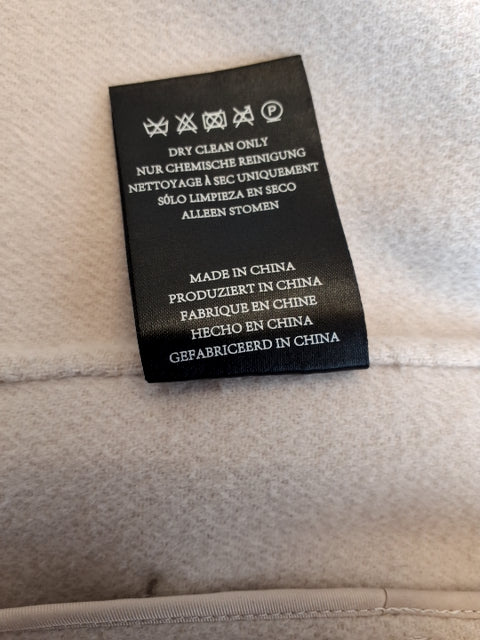 P
DRY CLEAN ONLY
NUR CHEMISCHE REINIGUNG
NETTOYAGE À SEC UNIQUEMENT
SÓLO LIMPIEZA EN SECO
ALLEEN STOMEN
MADE IN CHINA
PRODUZIERT IN CHINA
FABRIQUE EN CHINE
HECHO EN CHINA
GEFABRICEERD IN CHINA